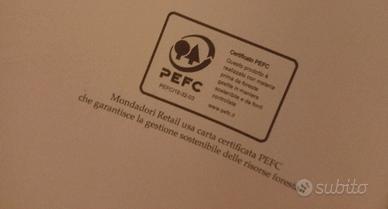 PEFC
PEFC/18-32-03
Certificato PEFC
Questo prodotto è
realizzato con materia
prima da foreste
gestite in maniera
sostenibile e da fonti
controllate
www.pefc.it
Mondadori Retail usa carta certificata PEFC
che garantisce la gestione sostenibile delle risorse forestali
subito